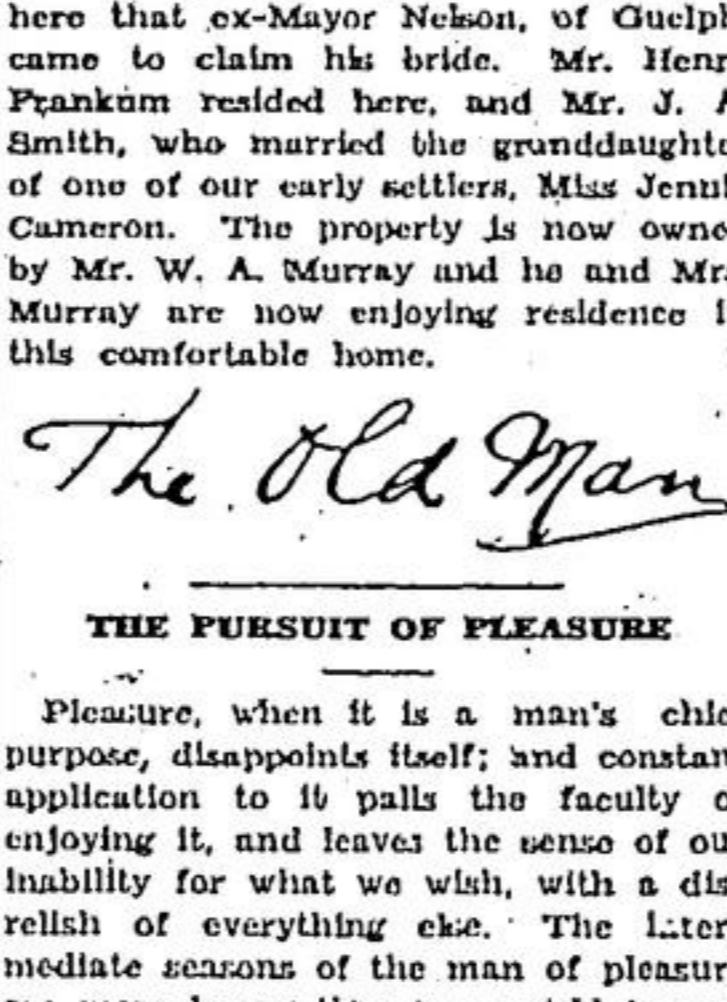 here that ex-Mayor Nelson, of Guelph
came to claim his bride. Mr. Henr
Prankum resided here, and Mr. J. A
Smith, who married the granddaughte
of one of our early settlers, Miss Jenni
Cameron. The property is now owne
by Mr. W. A. Murray and he and Mr.
Murray are now enjoying residence i
this comfortable home.
The Old Man
THE PURSUIT OF PLEASURE
Pleasure, when it is a man's chie
purpose, disappoints itself; and constan
application to it palls the faculty o
enjoying it, and leaves the sense of ou
inability for what we wish, with a dis
relish of everything else. The inter
mediate seasons of the man of pleasur